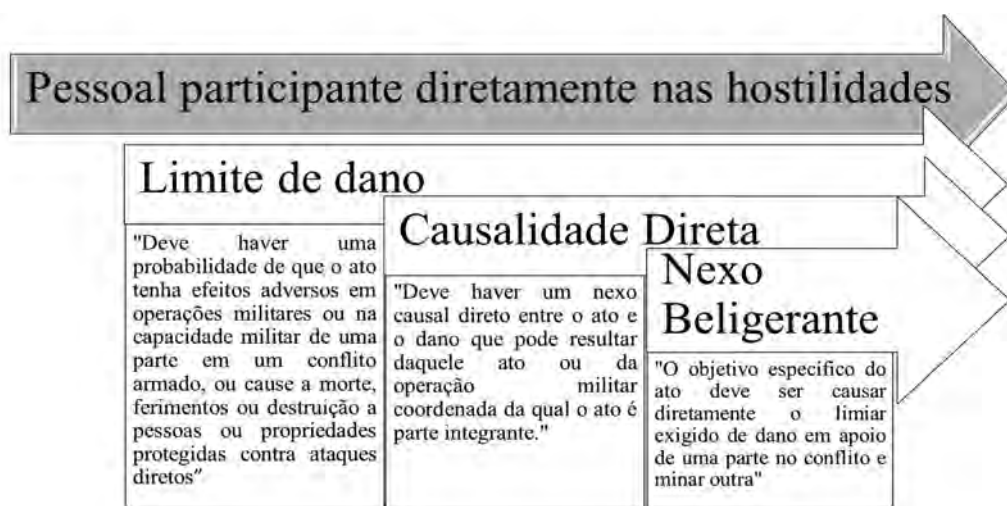 Pessoal participante diretamente nas hostilidades
Limite de dano
"Deve haver uma
probabilidade de que o ato
tenha efeitos adversos em
operações militares ou na
capacidade militar de uma
parte em um conflito
armado, ou cause a morte,
ferimentos ou destruição a
pessoas ou propriedades
protegidas contra ataques
diretos"
Causalidade Direta
"Deve haver um nexo
causal direto entre o ato e
o dano que pode resultar
daquele ato ou da
operação militar
coordenada da qual o ato é
parte integrante."
Nexo
Beligerante
"O objetivo especifico do
ato deve ser causar
diretamente o limiar
exigido de dano em apoio
de uma parte no conflito e
minar outra"